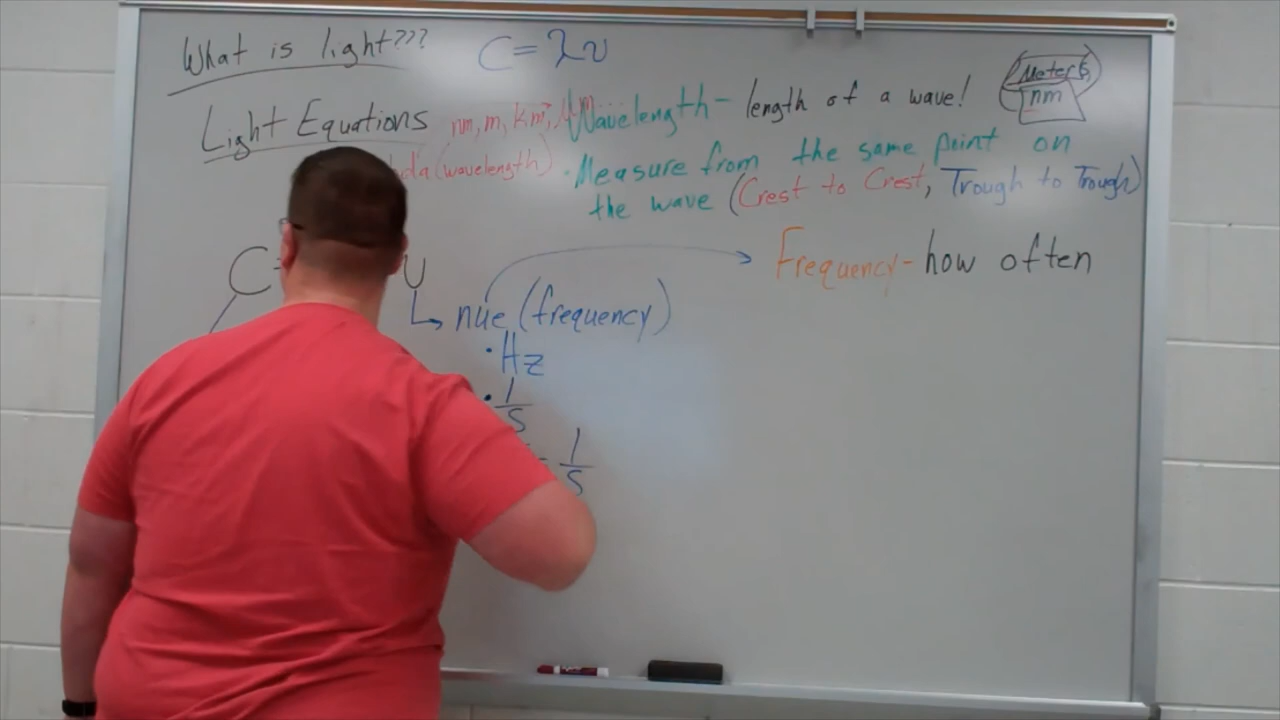 What is light???
C = λν
Meters,
nm
Light Equations
nm, m, km,
Wavelength - length of a wave!
(wavelength)
• Measure from the same point on
the wave (Crest to Crest, Trough to Trough)
C
υ
Frequency - how often
nue (frequency)
• Hz
• 1/s
1/s